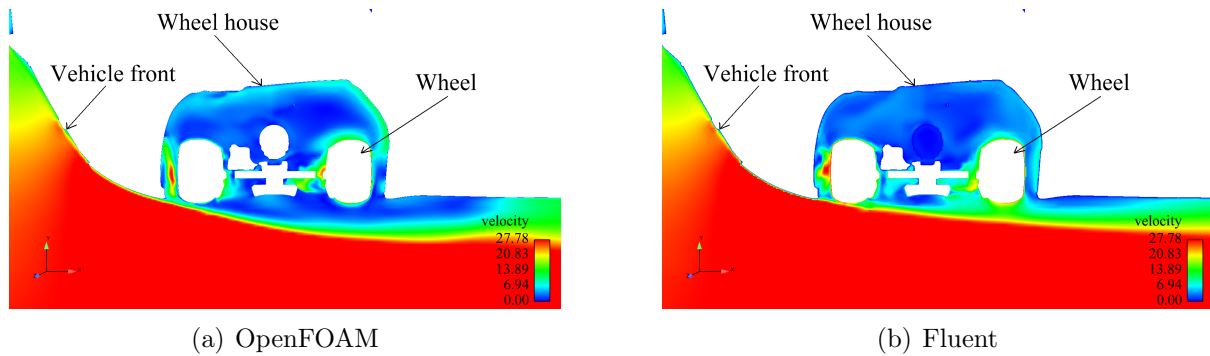 Wheel house
Vehicle front
Wheel
velocity
27.78
20.83
13.89
6.94
0.00
(a) OpenFOAM
Wheel house
Vehicle front
Wheel
velocity
27.78
20.83
13.89
6.94
0.00
(b) Fluent